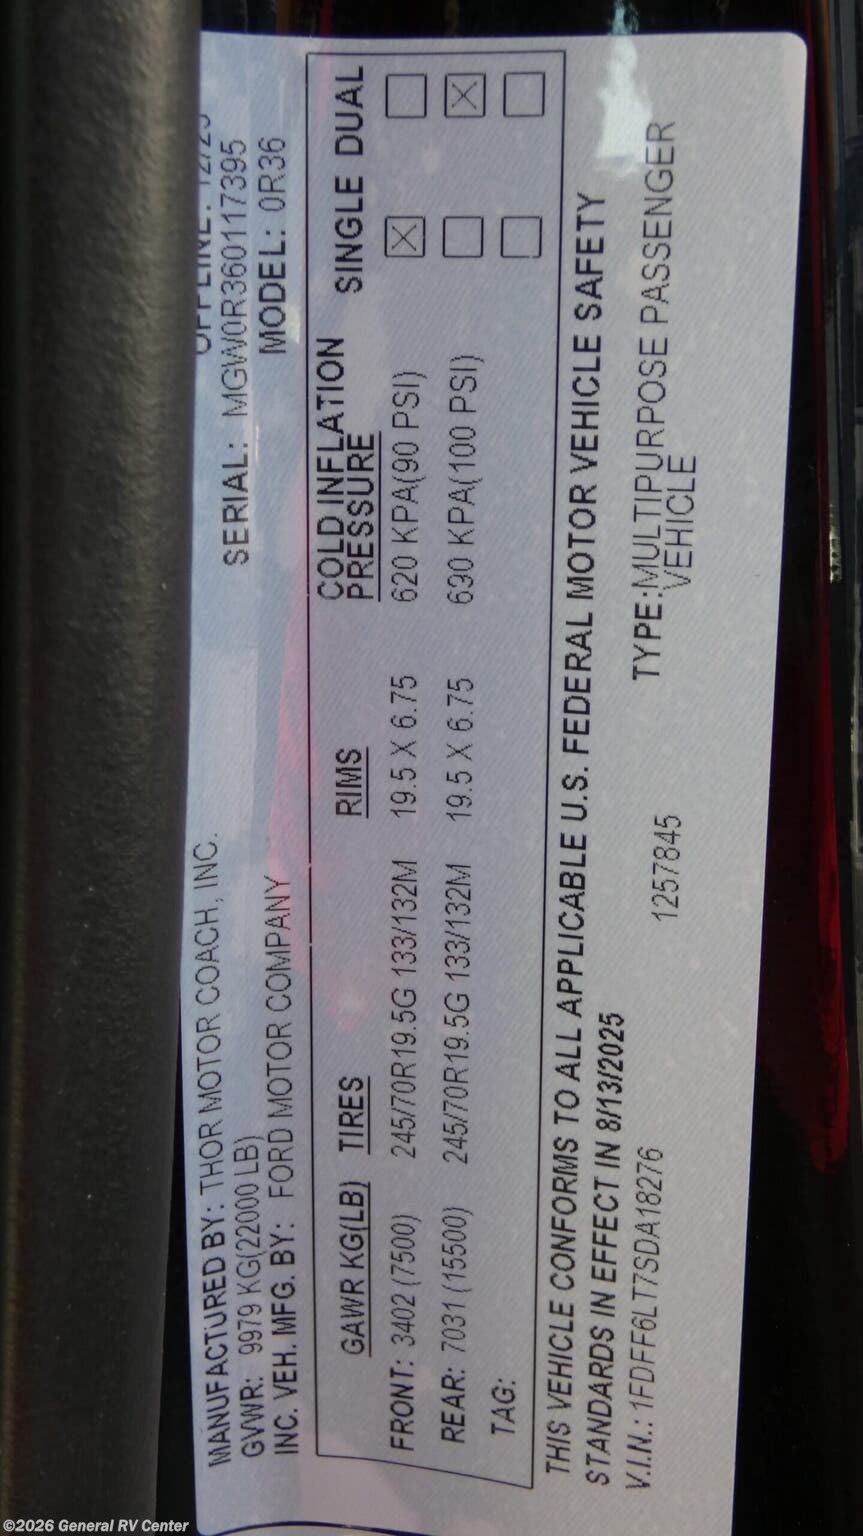 OFFLINE: 12/25
MANUFACTURED BY: THOR MOTOR COACH, INC.
SERIAL: MGW0R360117395
GVWR: 9979 KG(22000 LB)
MODEL: 0R36
INC. VEH. MFG. BY: FORD MOTOR COMPANY
GAWR KG(LB) TIRES RIMS COLD INFLATION PRESSURE SINGLE DUAL
FRONT: 3402 (7500) 245/70R19.5G 133/132M 19.5 X 6.75 620 KPA(90 PSI) ☒ ☐
REAR: 7031 (15500) 245/70R19.5G 133/132M 19.5 X 6.75 690 KPA(100 PSI) ☐ ☒
TAG: ☐ ☐
THIS VEHICLE CONFORMS TO ALL APPLICABLE U.S. FEDERAL MOTOR VEHICLE SAFETY
STANDARDS IN EFFECT IN 8/13/2025
V.I.N.: 1FDFF6LT7SDA18276 1257845 TYPE:MULTIPURPOSE PASSENGER
VEHICLE
©2026 General RV Center